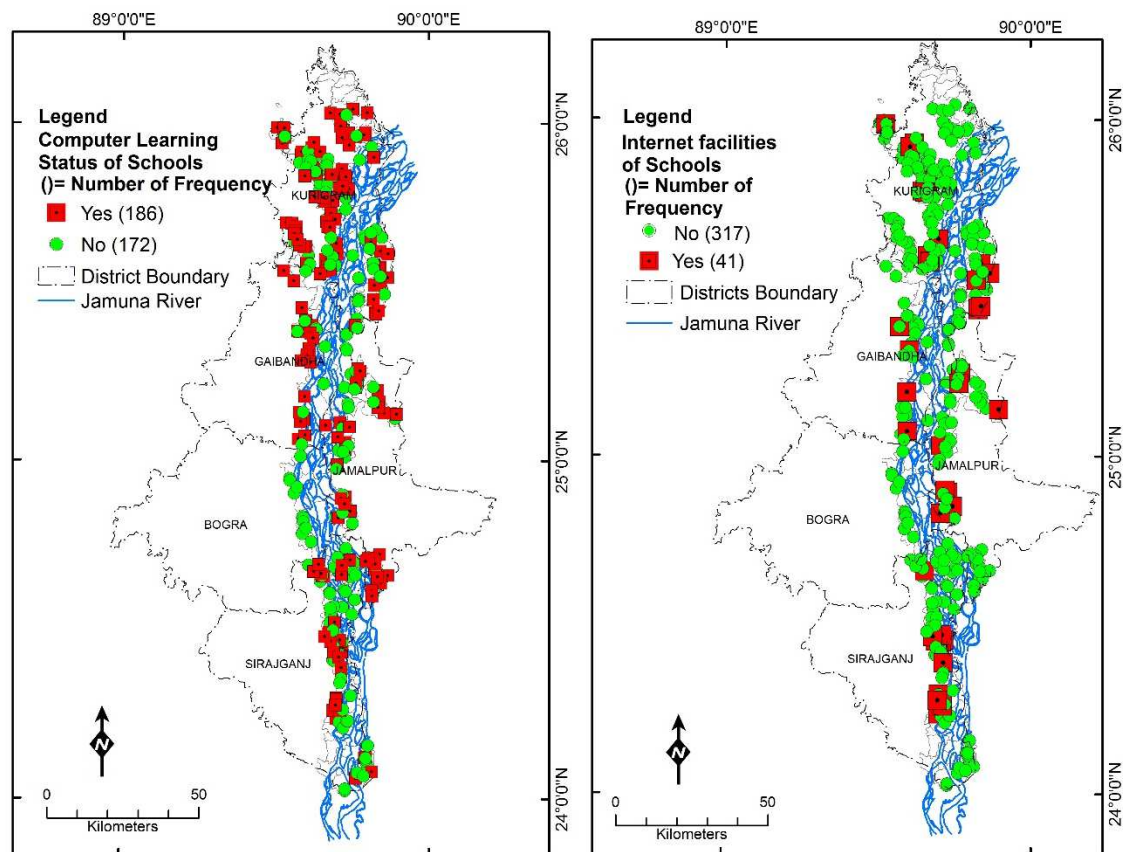 89°0'0"E
90°0'0"E
Legend
Computer Learning
Status of Schools
()= Number of Frequency
Yes (186)
No (172)
District Boundary
Jamuna River
KURIGRAM
GAIBANDHA
JAMALPUR
BOGRA
SIRAJGANJ
N
0
50
Kilometers
26°0'0"N
25°0'0"N
24°0'0"N
89°0'0"E
90°0'0"E
Legend
Internet facilities
of Schools
()= Number of
Frequency
No (317)
Yes (41)
Districts Boundary
Jamuna River
KURIGRAM
GAIBANDHA
JAMALPUR
BOGRA
SIRAJGANJ
N
0
50
Kilometers
26°0'0"N
25°0'0"N
24°0'0"N